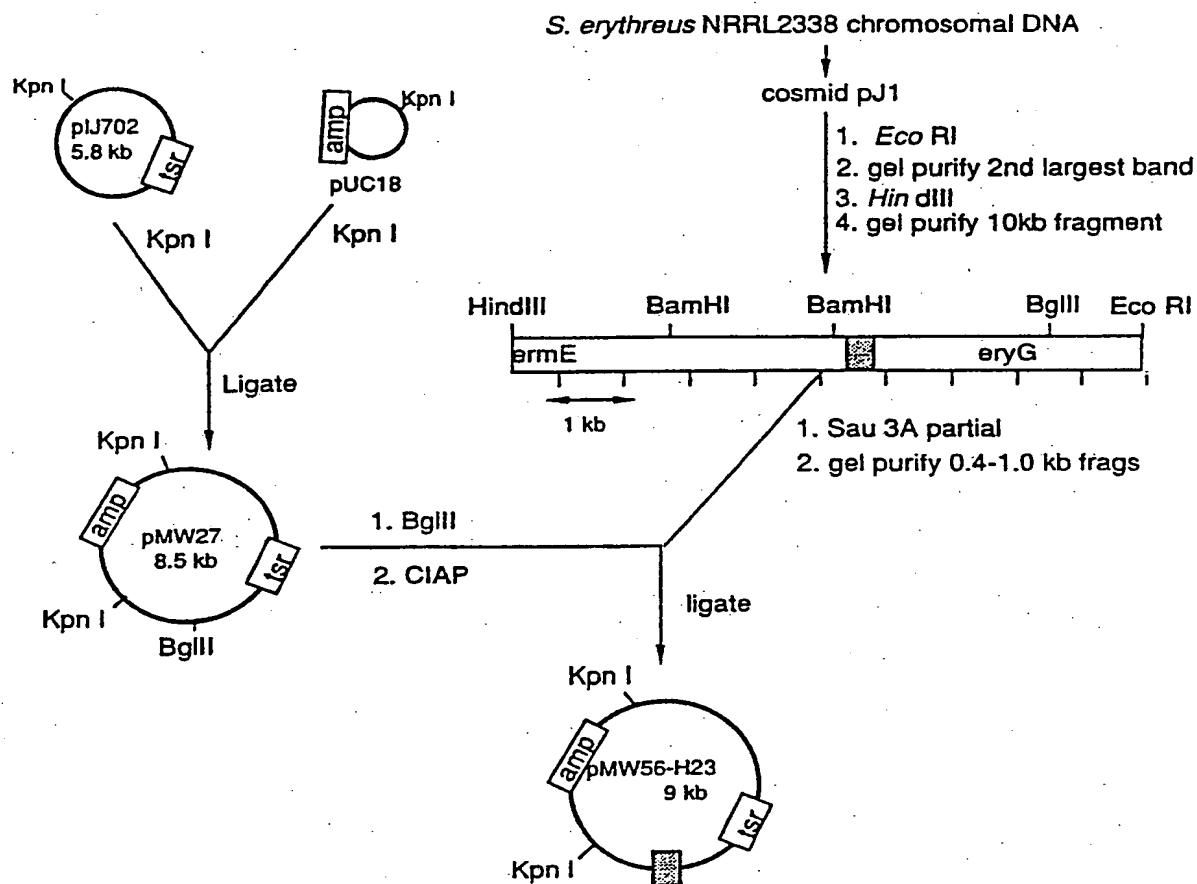 S. erythreus NRRL2338 chromosomal DNA
cosmid pJ1
1. Eco RI
2. gel purify 2nd largest band
3. Hin dIII
4. gel purify 10kb fragment
Kpn I
pIJ702
5.8 kb
tsr
amp
Kpn I
pUC18
Kpn I
Kpn I
Ligate
HindIII
BamHI
BamHI
BglII
Eco RI
ermE
eryG
1 kb
1. Sau 3A partial
2. gel purify 0.4-1.0 kb frags
Kpn I
amp
pMW27
8.5 kb
tsr
Kpn I
BglII
1. BglII
2. CIAP
ligate
Kpn I
amp
pMW56-H23
9 kb
tsr
Kpn I